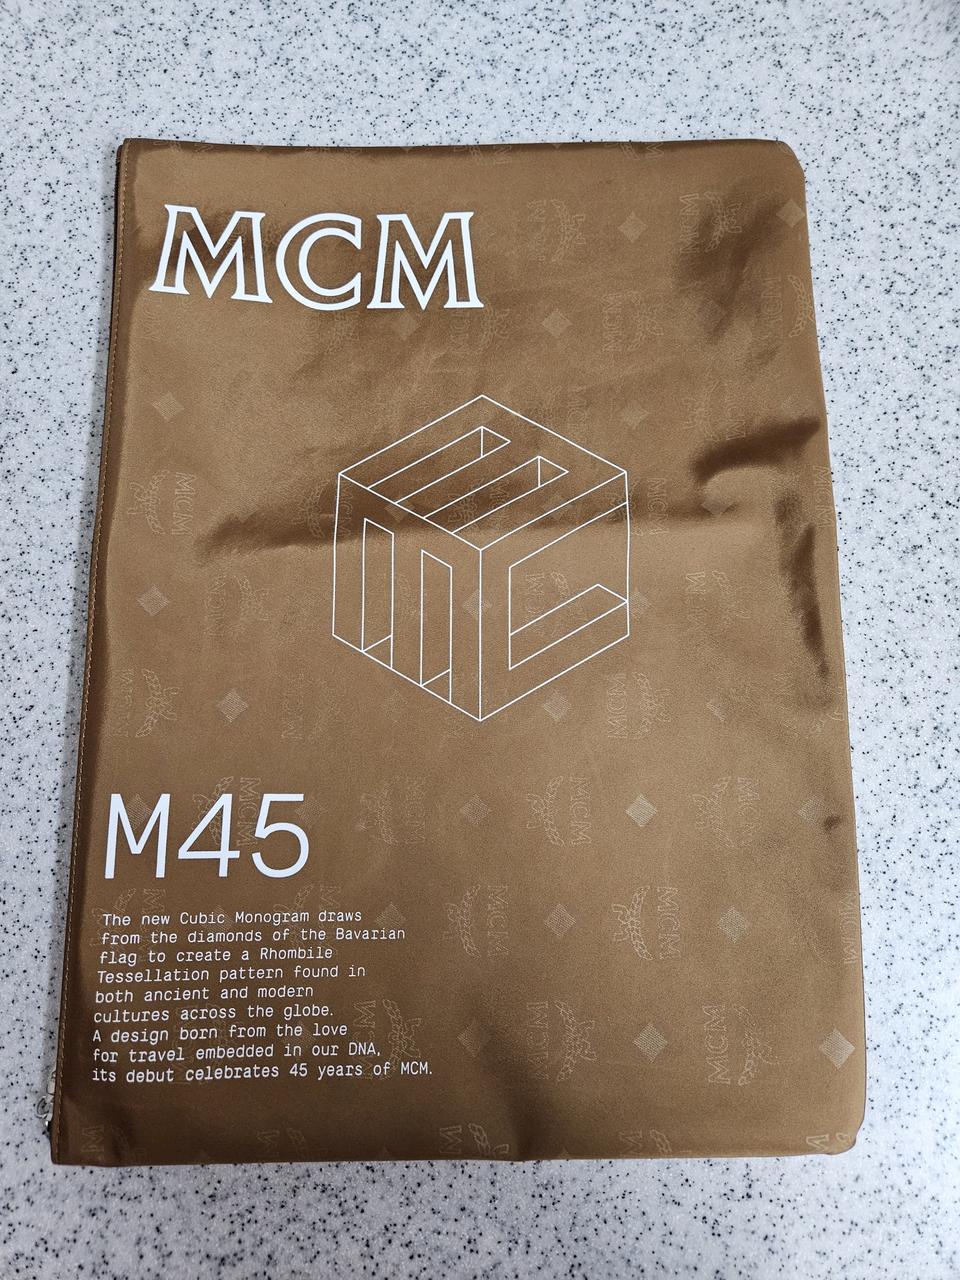 MCM
M45
The new Cubic Monogram draws
from the diamonds of the Bavarian
flag to create a Rhombile
Tessellation pattern found in
both ancient and modern
cultures across the globe.
A design born from the love
for travel embedded in our DNA,
its debut celebrates 45 years of MCM.